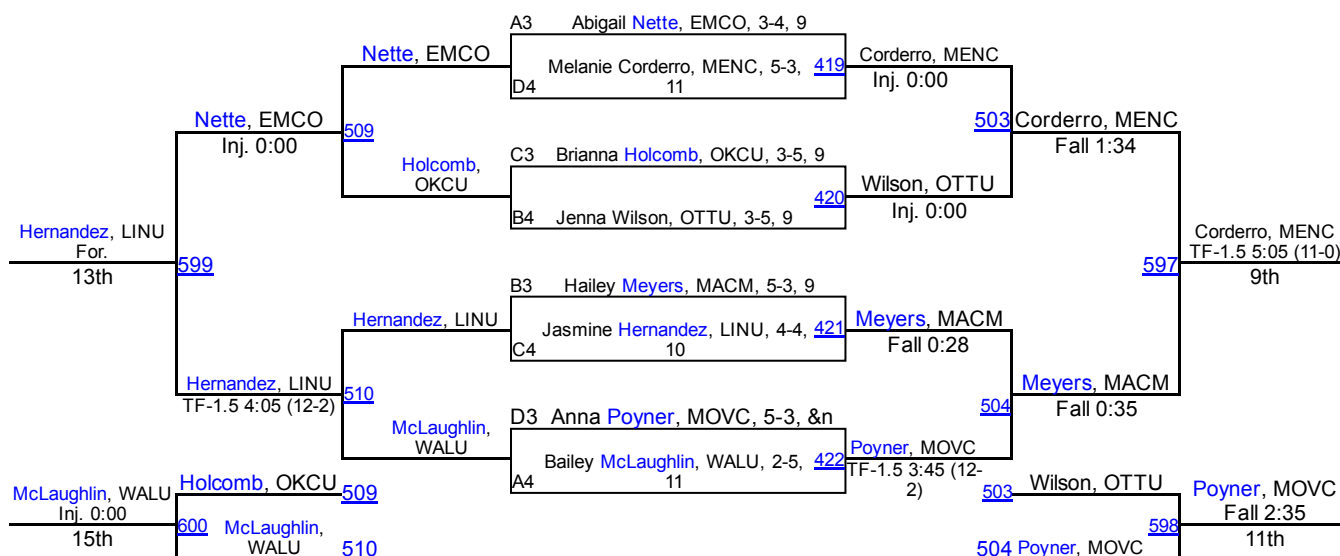 A3 Abigail Nette, EMCO, 3-4, 9
Nette, EMCO
Corderro, MENC
Melanie Corderro, MENC, 5-3, 419
D4 11
Inj. 0:00
Nette, EMCO
Inj. 0:00
509
503
Corderro, MENC
Fall 1:34
C3 Brianna Holcomb, OKCU, 3-5, 9
Holcomb,
OKCU
Wilson, OTTU
420
B4 Jenna Wilson, OTTU, 3-5, 9
Inj. 0:00
Hernandez, LINU
For.
13th
599
597
Corderro, MENC
TF-1.5 5:05 (11-0)
9th
B3 Hailey Meyers, MACM, 5-3, 9
Hernandez, LINU
Meyers, MACM
Jasmine Hernandez, LINU, 4-4, 421
C4 10
Fall 0:28
Hernandez, LINU
TF-1.5 4:05 (12-2)
510
504
Meyers, MACM
Fall 0:35
D3 Anna Poyner, MOVC, 5-3, &n
McLaughlin,
WALU
Poyner, MOVC
Bailey McLaughlin, WALU, 2-5, 422
A4 11
TF-1.5 3:45 (12-
2)
McLaughlin, WALU
Inj. 0:00
15th
Holcomb, OKCU 509
600
McLaughlin,
WALU 510
503 Wilson, OTTU
598
504 Poyner, MOVC
Poyner, MOVC
Fall 2:35
11th